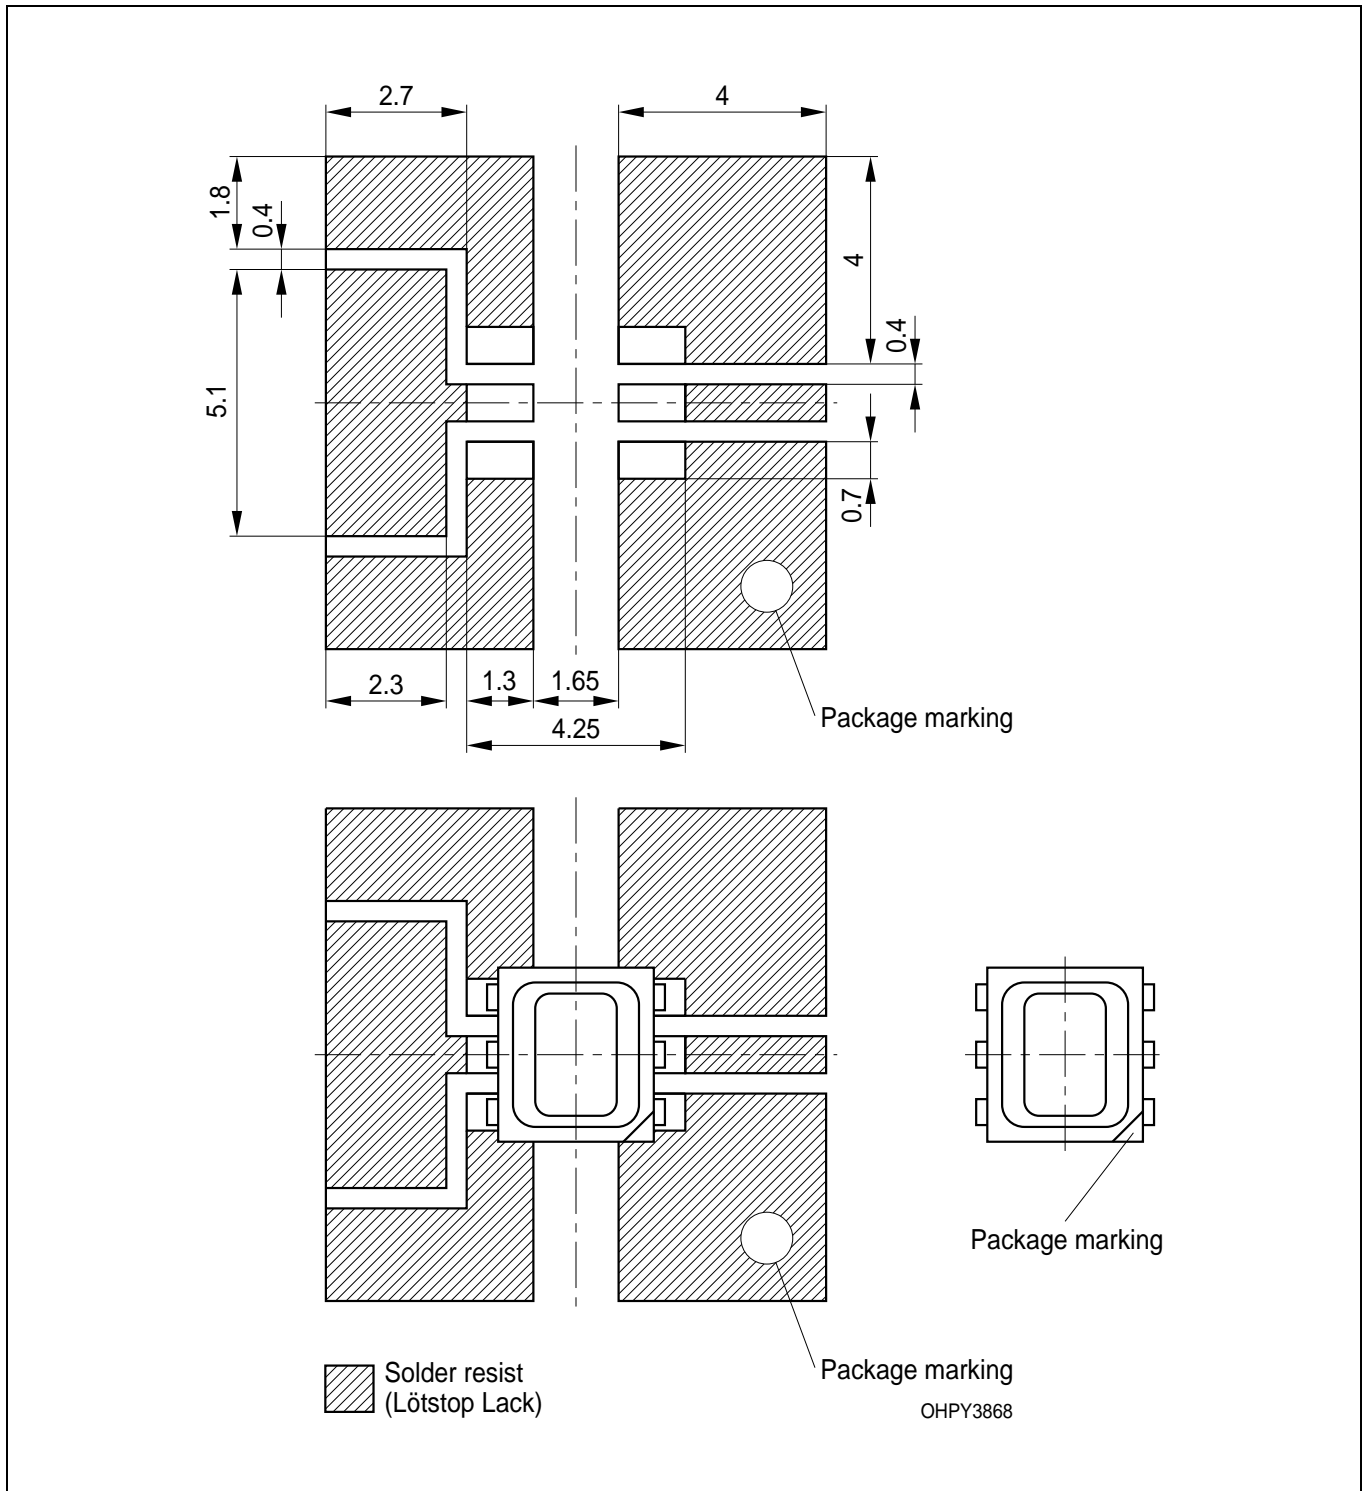 2.7
4
1.8
0.4
4
0.4
5.1
0.7
2.3
1.3
1.65
4.25
Package marking
Package marking
Package marking
Solder resist
(Lötstop Lack)
OHPY3868